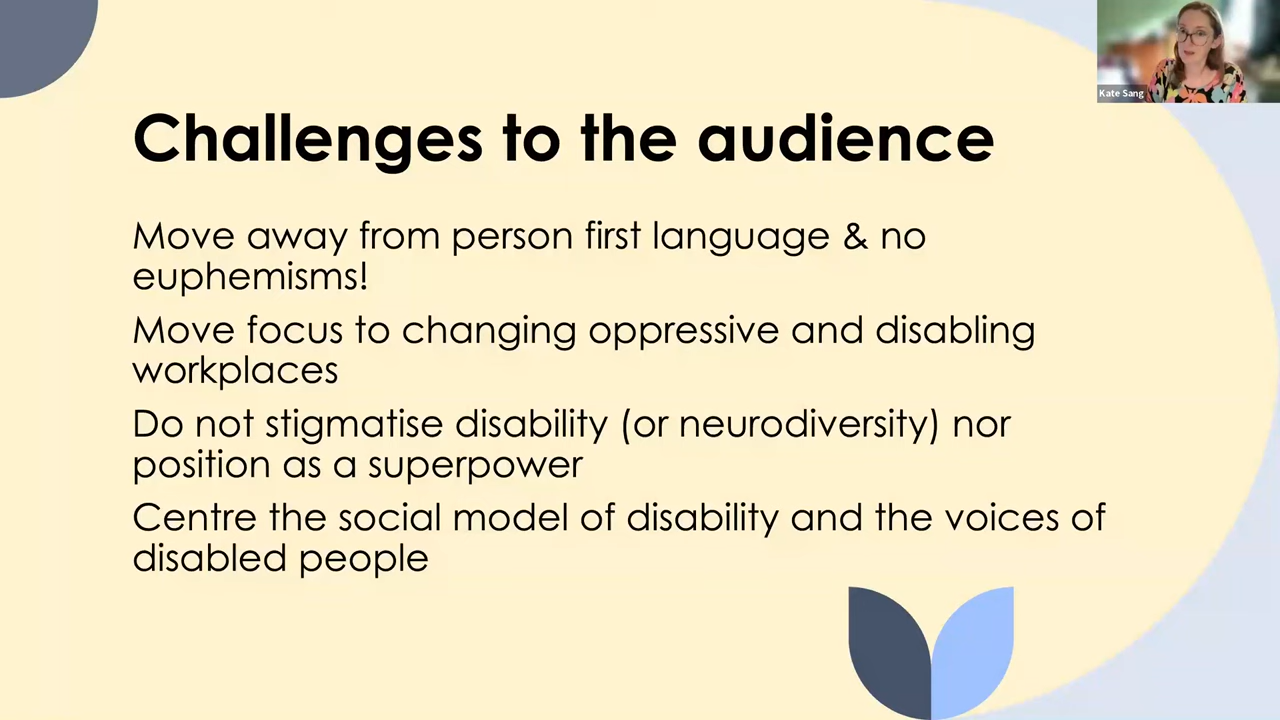 Kate Sang
Challenges to the audience
Move away from person first language & no
euphemisms!
Move focus to changing oppressive and disabling
workplaces
Do not stigmatise disability (or neurodiversity) nor
position as a superpower
Centre the social model of disability and the voices of
disabled people